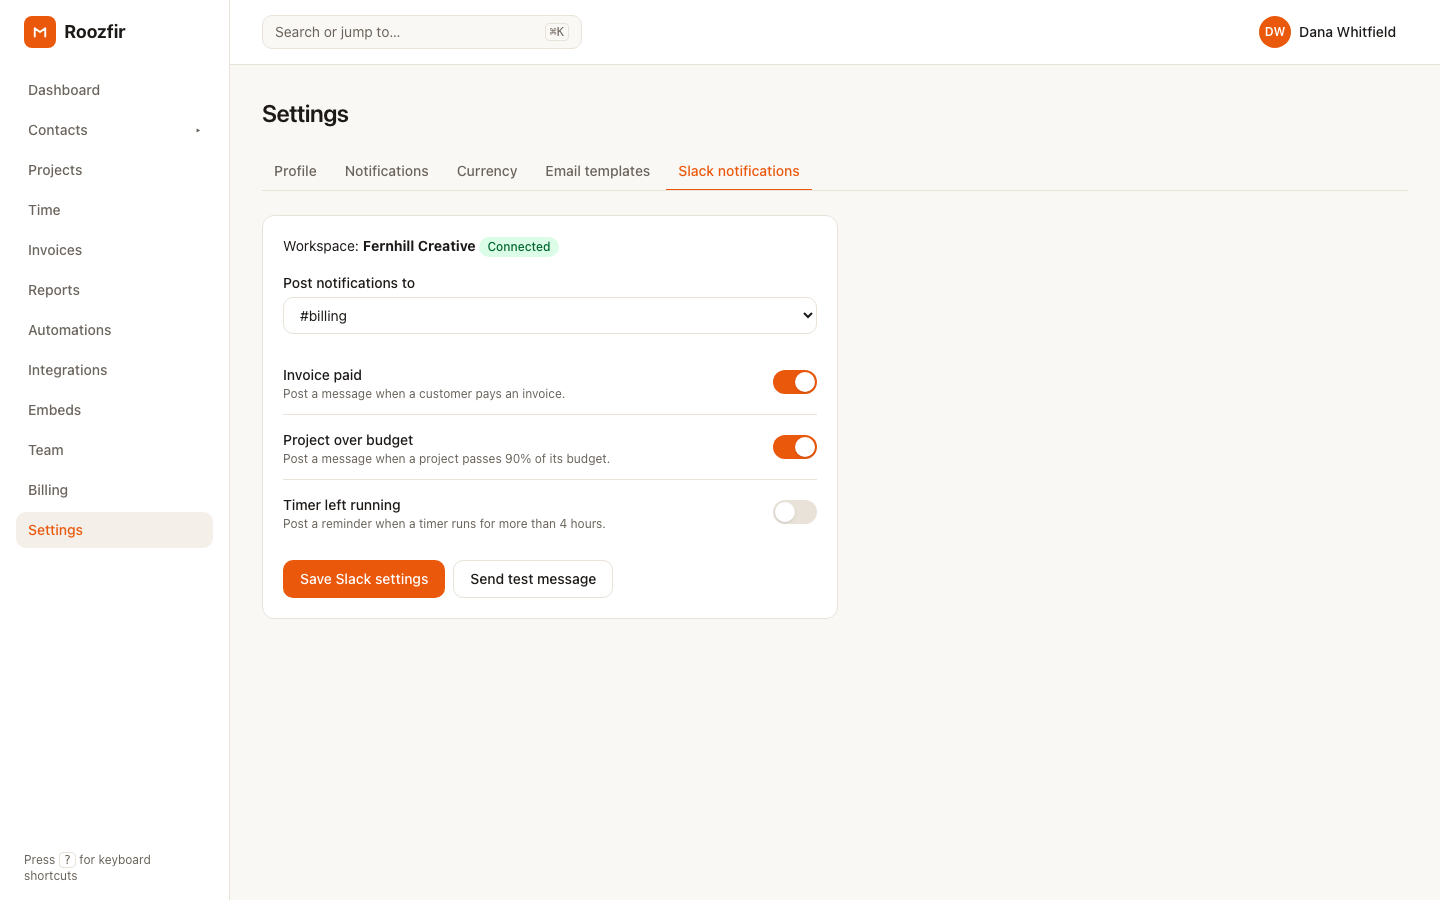 Roozfir
Search or jump to...
⌘K
DW
Dana Whitfield
Dashboard
Contacts
Projects
Time
Invoices
Reports
Automations
Integrations
Embeds
Team
Billing
Settings
Press ? for keyboard
shortcuts
Settings
Profile
Notifications
Currency
Email templates
Slack notifications
Workspace: Fernhill Creative Connected
Post notifications to
#billing
Invoice paid
Post a message when a customer pays an invoice.
Project over budget
Post a message when a project passes 90% of its budget.
Timer left running
Post a reminder when a timer runs for more than 4 hours.
Save Slack settings
Send test message